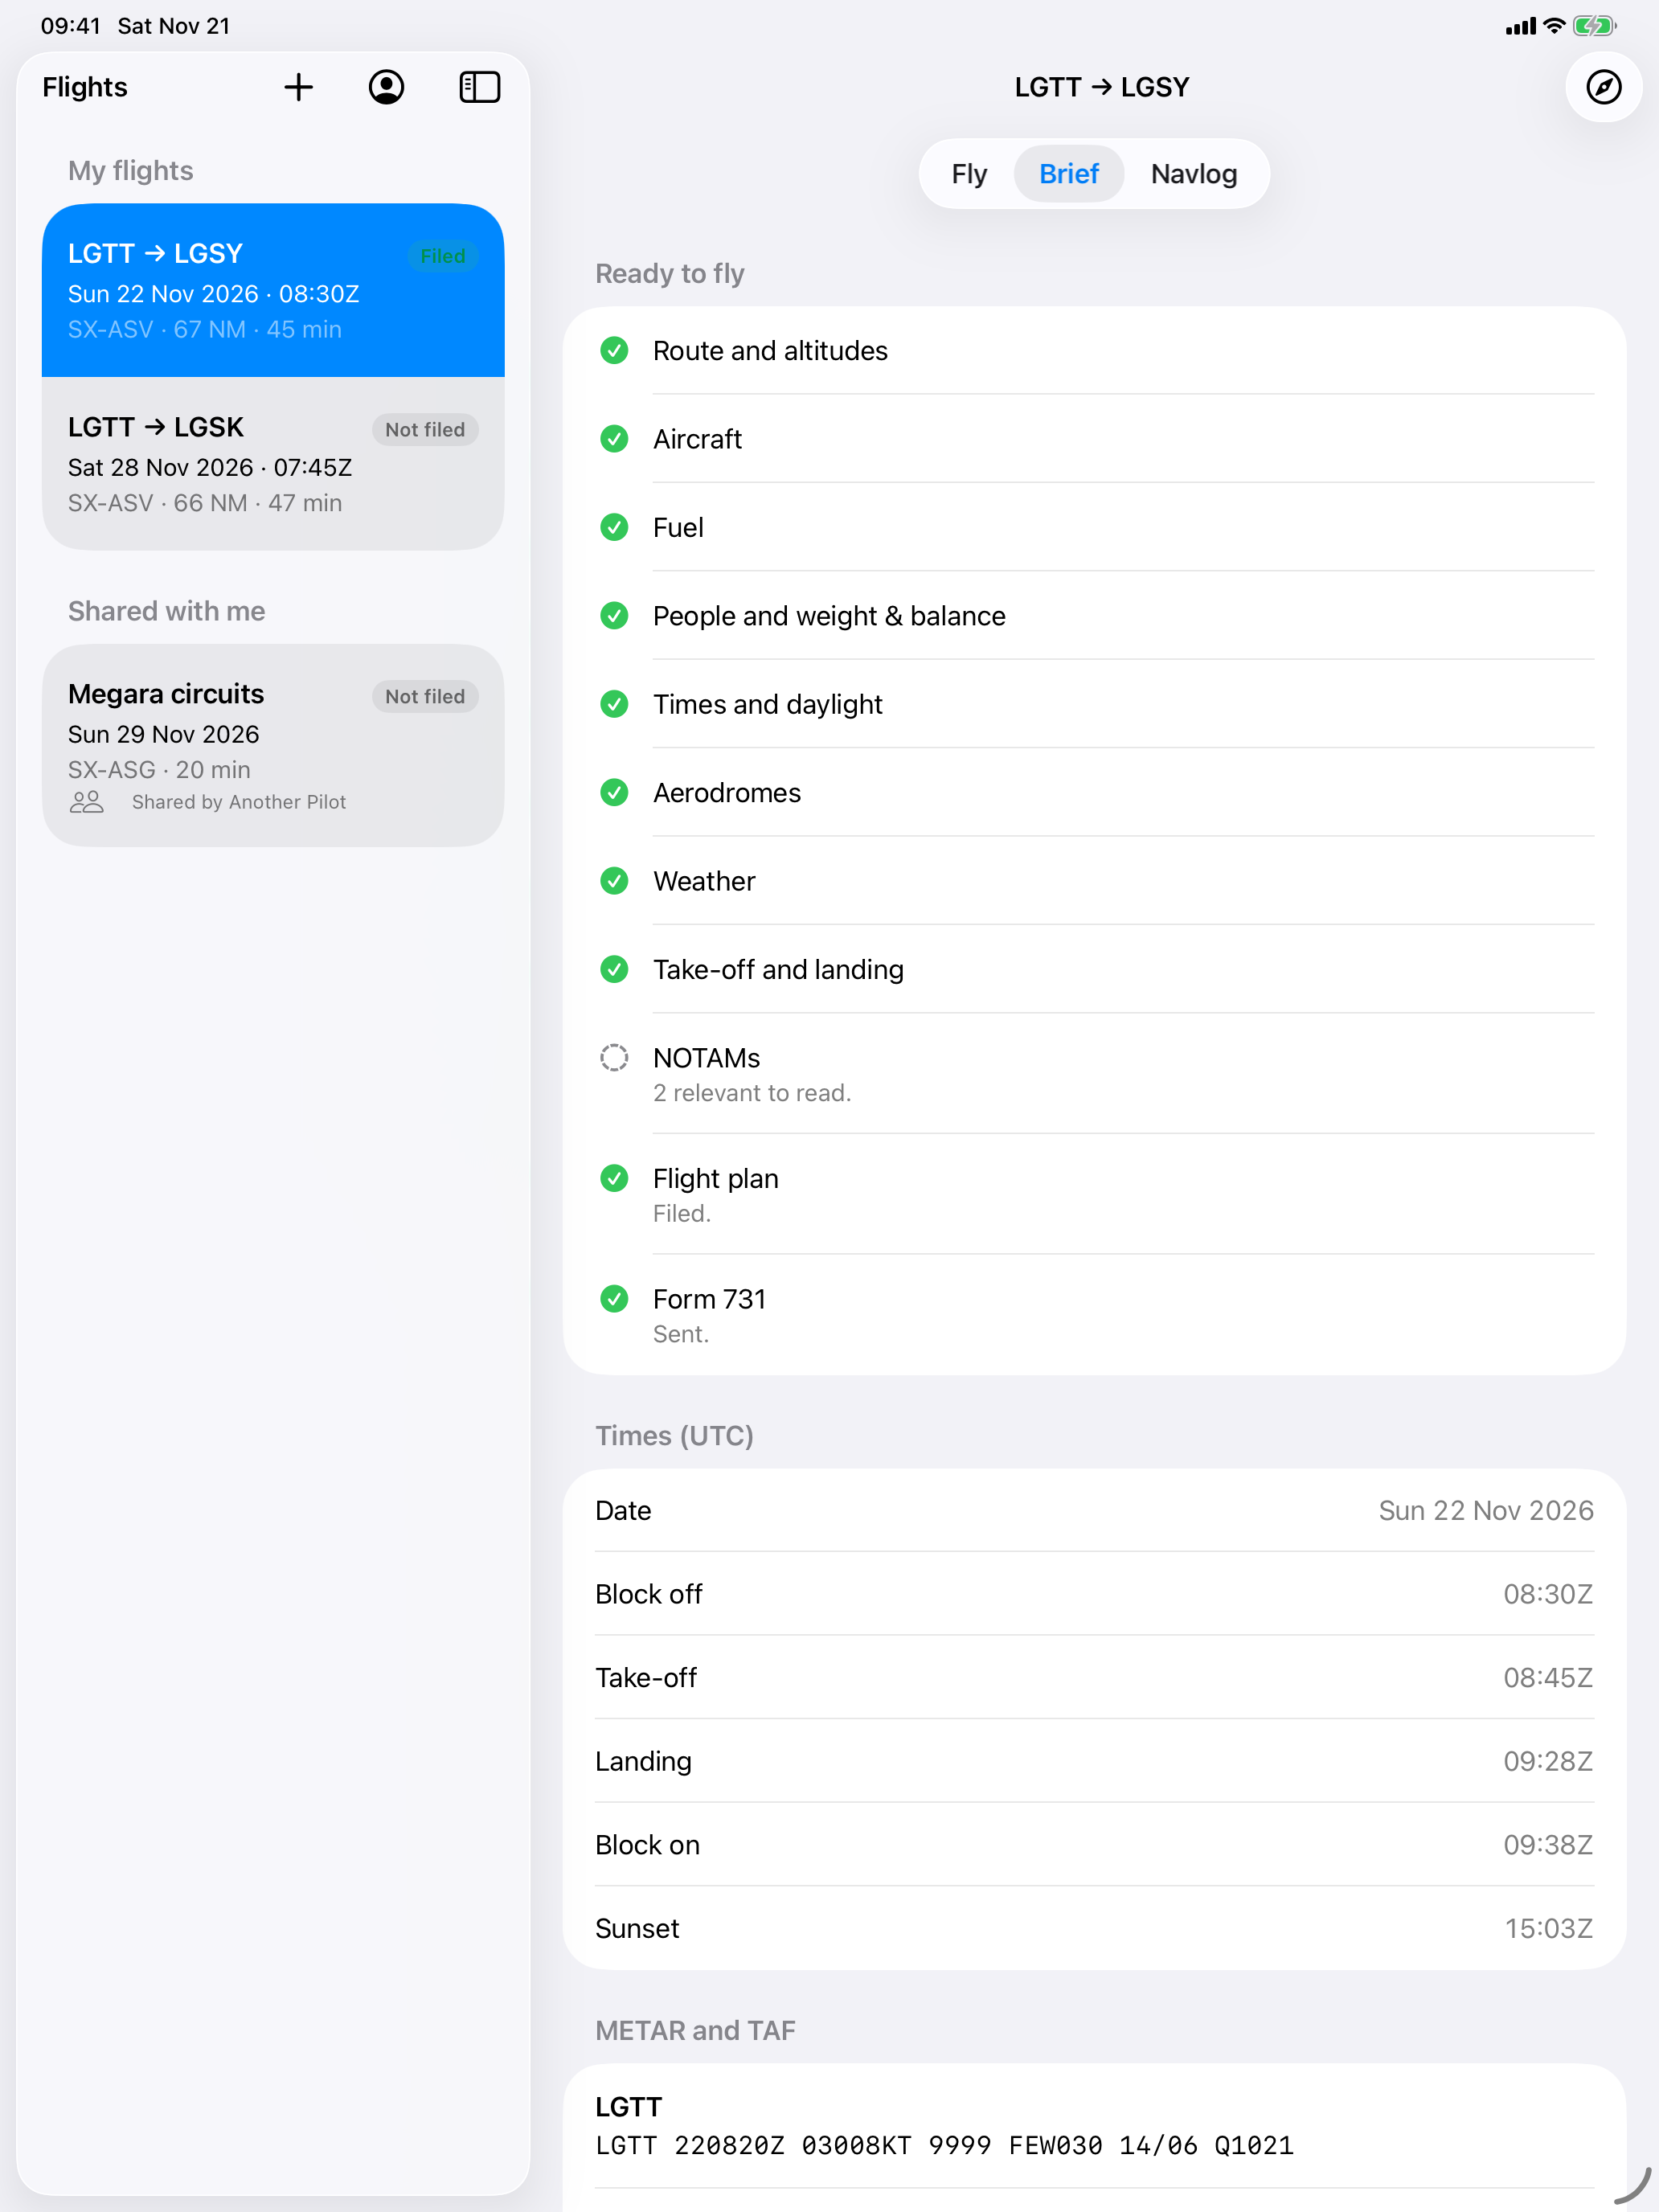 09:41 Sat Nov 21
Flights
My flights
LGTT → LGSY
Filed
Sun 22 Nov 2026 · 08:30Z
SX-ASV · 67 NM · 45 min
LGTT → LGSK
Not filed
Sat 28 Nov 2026 · 07:45Z
SX-ASV · 66 NM · 47 min
Shared with me
Megara circuits
Not filed
Sun 29 Nov 2026
SX-ASG · 20 min
Shared by Another Pilot
LGTT → LGSY
Fly Brief Navlog
Ready to fly
Route and altitudes
Aircraft
Fuel
People and weight & balance
Times and daylight
Aerodromes
Weather
Take-off and landing
NOTAMs
2 relevant to read.
Flight plan
Filed.
Form 731
Sent.
Times (UTC)
Date Sun 22 Nov 2026
Block off 08:30Z
Take-off 08:45Z
Landing 09:28Z
Block on 09:38Z
Sunset 15:03Z
METAR and TAF
LGTT
LGTT 220820Z 03008KT 9999 FEW030 14/06 Q1021